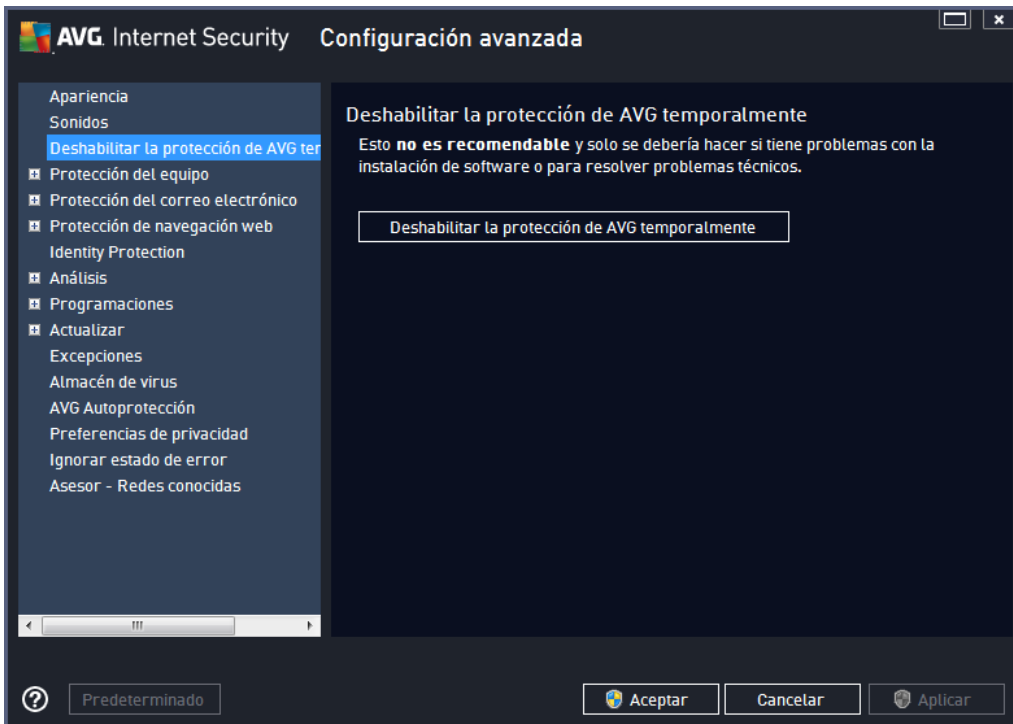 AVG. Internet Security Configuración avanzada
Apariencia
Sonidos
Deshabilitar la protección de AVG ter
Protección del equipo
Protección del correo electrónico
Protección de navegación web
Identity Protection
Análisis
Programaciones
Actualizar
Excepciones
Almacén de virus
AVG Autoprotección
Preferencias de privacidad
Ignorar estado de error
Asesor - Redes conocidas
Deshabilitar la protección de AVG temporalmente
Esto no es recomendable y solo se debería hacer si tiene problemas con la
instalación de software o para resolver problemas técnicos.
Deshabilitar la protección de AVG temporalmente
Predeterminado
Aceptar
Cancelar
Aplicar